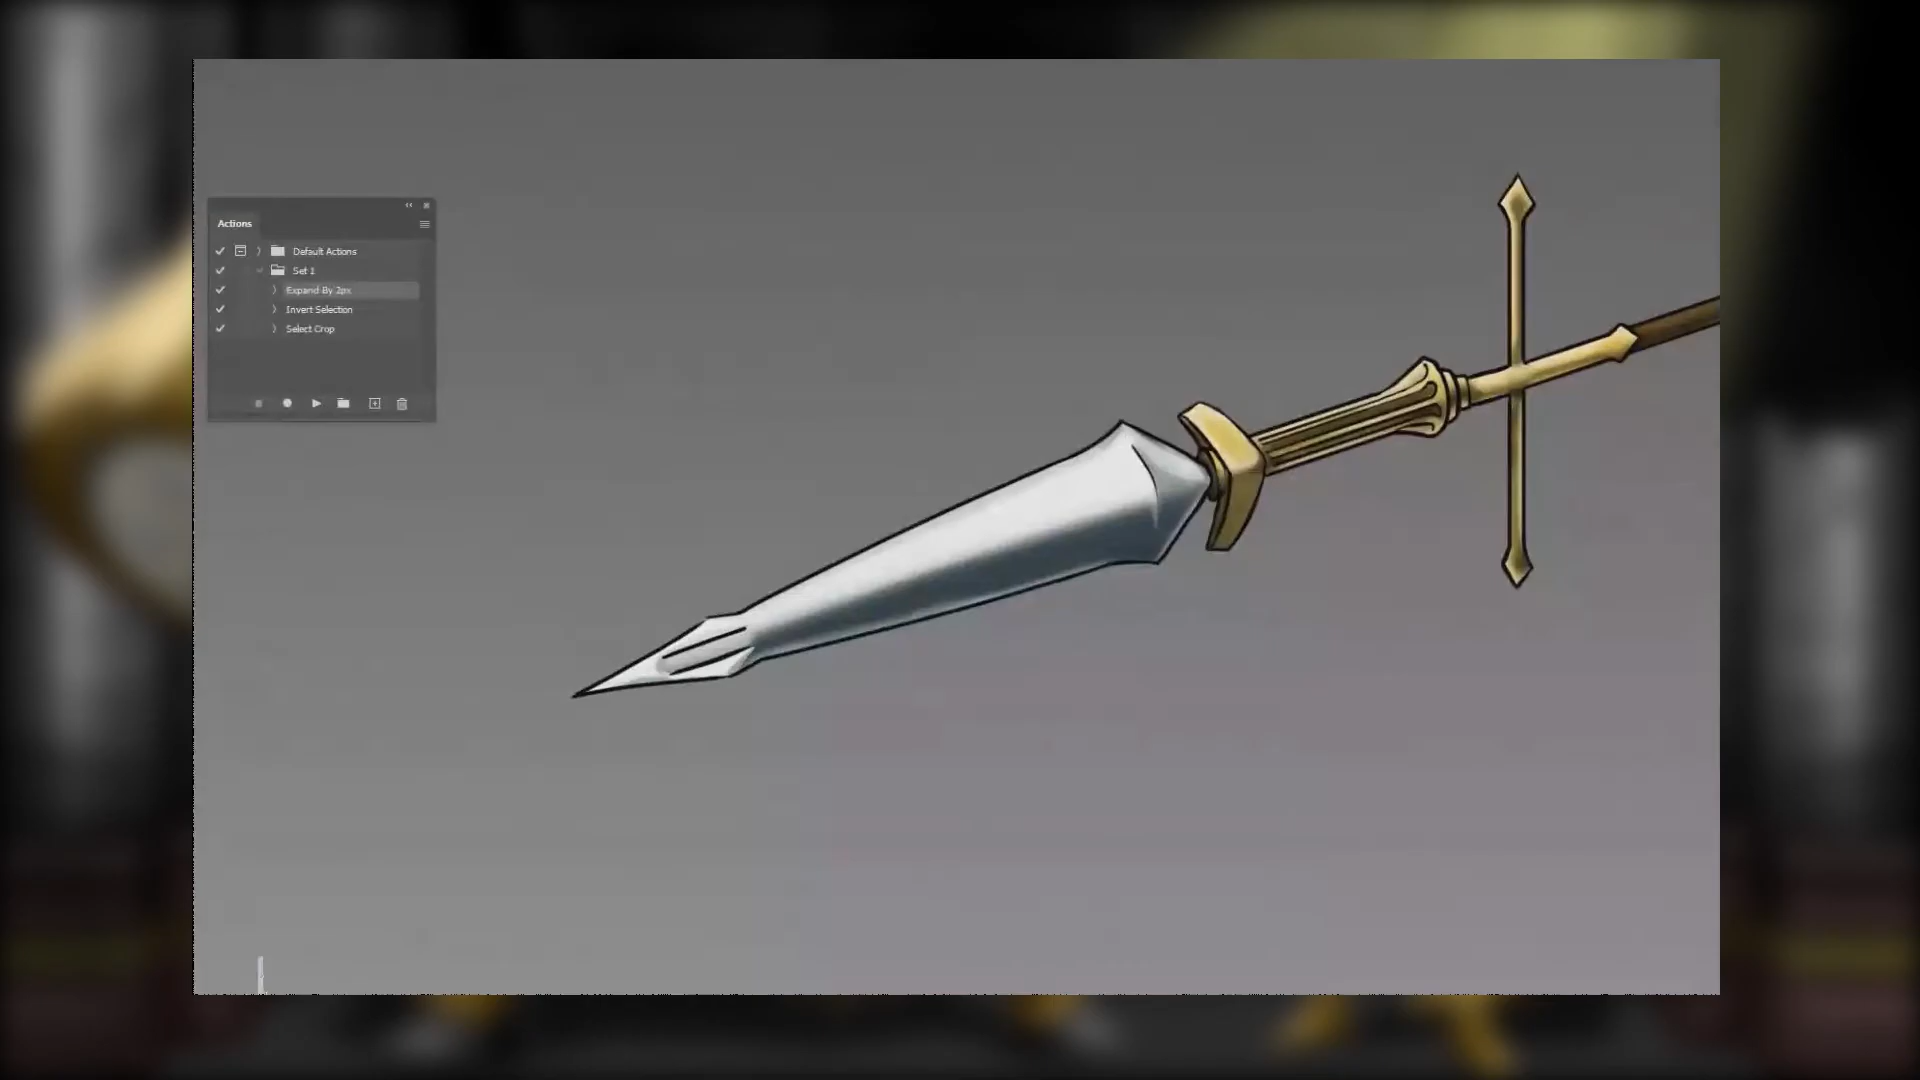 Actions
Default Actions
Set 1
Expand By 2px
Invert Selection
Select Crop